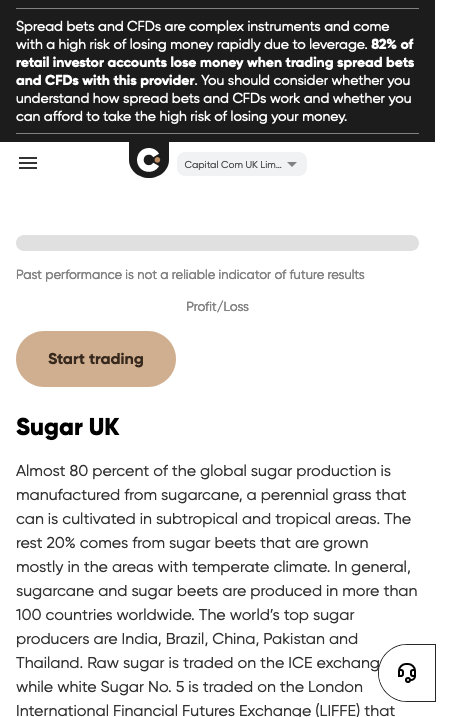 Spread bets and CFDs are complex instruments and come
with a high risk of losing money rapidly due to leverage. 82% of
retail investor accounts lose money when trading spread bets
and CFDs with this provider. You should consider whether you
understand how spread bets and CFDs work and whether you
can afford to take the high risk of losing your money.
Capital Com UK Lim...
Past performance is not a reliable indicator of future results
Profit/Loss
Start trading
Sugar UK
Almost 80 percent of the global sugar production is
manufactured from sugarcane, a perennial grass that
can is cultivated in subtropical and tropical areas. The
rest 20% comes from sugar beets that are grown
mostly in the areas with temperate climate. In general,
sugarcane and sugar beets are produced in more than
100 countries worldwide. The world’s top sugar
producers are India, Brazil, China, Pakistan and
Thailand. Raw sugar is traded on the ICE exchang
while white Sugar No. 5 is traded on the London
International Financial Futures Exchange (LIFFE) that